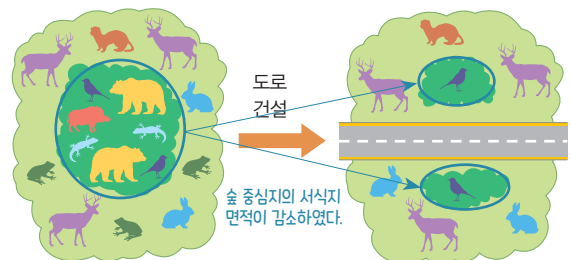 도로
건설
숲 중심지의 서식지
면적이 감소하였다.